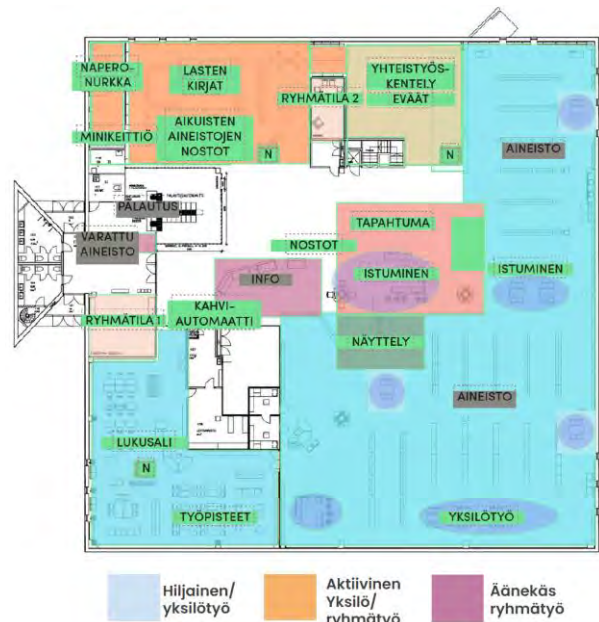 NAPERO-
NURKKA
LASTEN
KIRJAT
YHTEISTYÖS-
KENTELY
EVÄÄT
RYHMÄTILA 2
MINIKEITTIÖ
AIKUISTEN
AINEISTOJEN
NOSTOT
N
N
AINEISTO
PALAUTUS
VARATTU
AINEISTO
TAPAHTUMA
NOSTOT
ISTUMINEN
ISTUMINEN
INFO
RYHMÄTILA 1
KAHVI-
AUTOMAATTI
NÄYTTELY
AINEISTO
LUKUSALI
N
TYÖPISTEET
YKSILÖTYÖ
Hiljainen/
yksilötyö
Aktiivinen
Yksilö/
ryhmätyö
Äänekäs
ryhmätyö